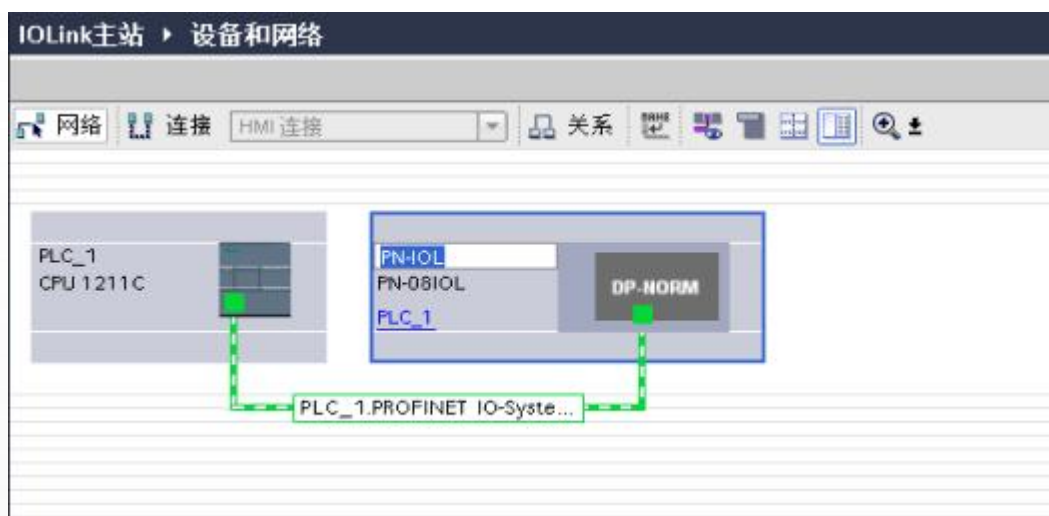 IOLink主站 ▸ 设备和网络
网络 连接 HMI 连接 关系
PLC_1
CPU 1211C
PN-IOL
PN-08IOL
PLC_1
DP-NORM
PLC_1.PROFINET IO-Syste...